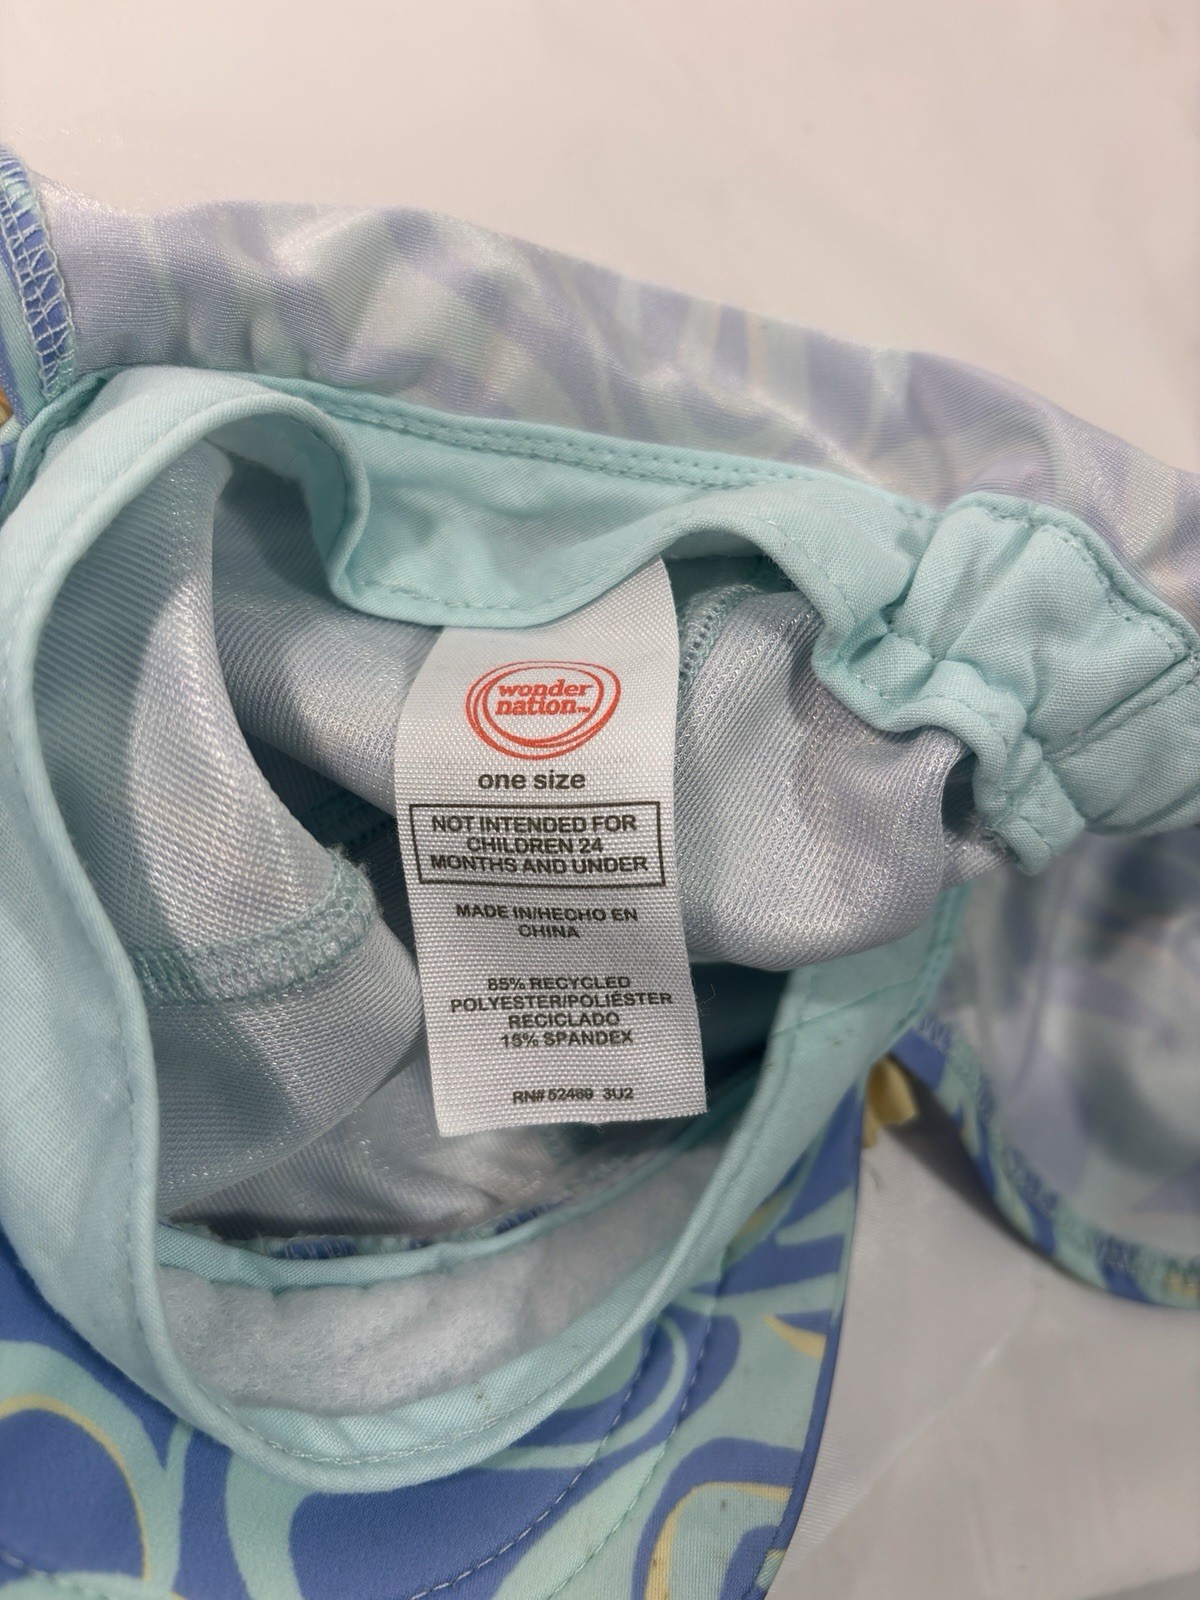 wonder
nation™
one size
NOT INTENDED FOR
CHILDREN 24
MONTHS AND UNDER
MADE IN/HECHO EN
CHINA
85% RECYCLED
POLYESTER/POLIÉSTER
RECICLADO
15% SPANDEX
RN# 52469 3U2